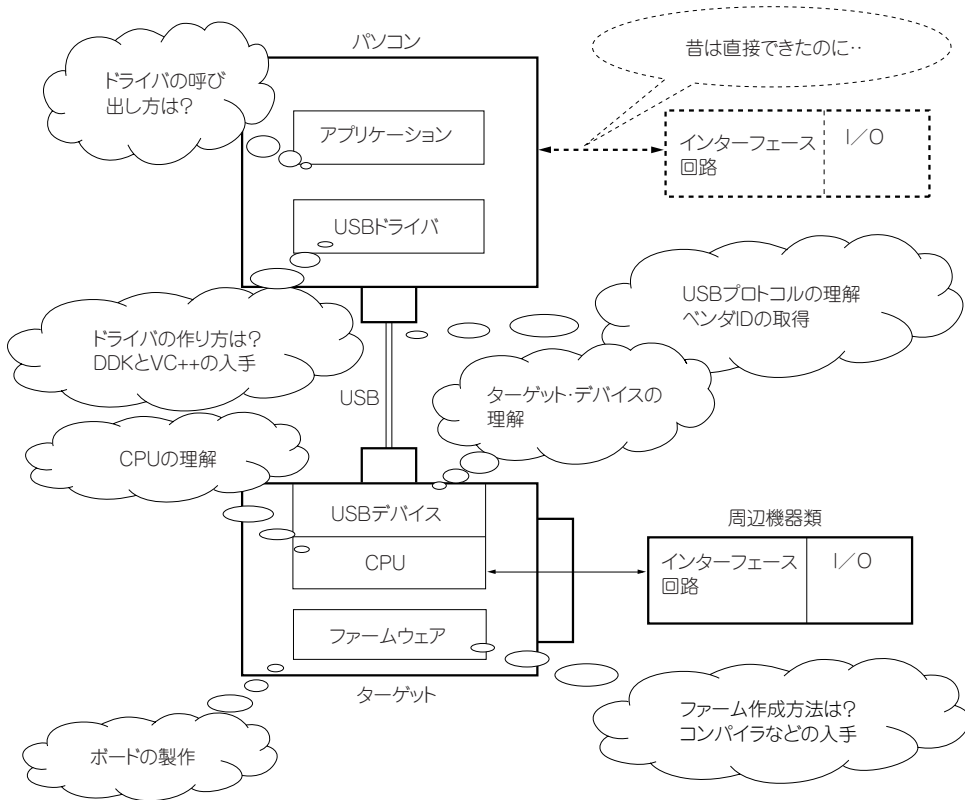 パソコン
昔は直接できたのに‥
ドライバの呼び
出し方は?
アプリケーション
インターフェース
回路
I/O
USBドライバ
USBプロトコルの理解
ベンダIDの取得
ドライバの作り方は?
DDKとVC++の入手
USB
ターゲット・デバイスの
理解
CPUの理解
USBデバイス
周辺機器類
CPU
インターフェース
回路
I/O
ファームウェア
ターゲット
ファーム作成方法は?
コンパイラなどの入手
ボードの製作